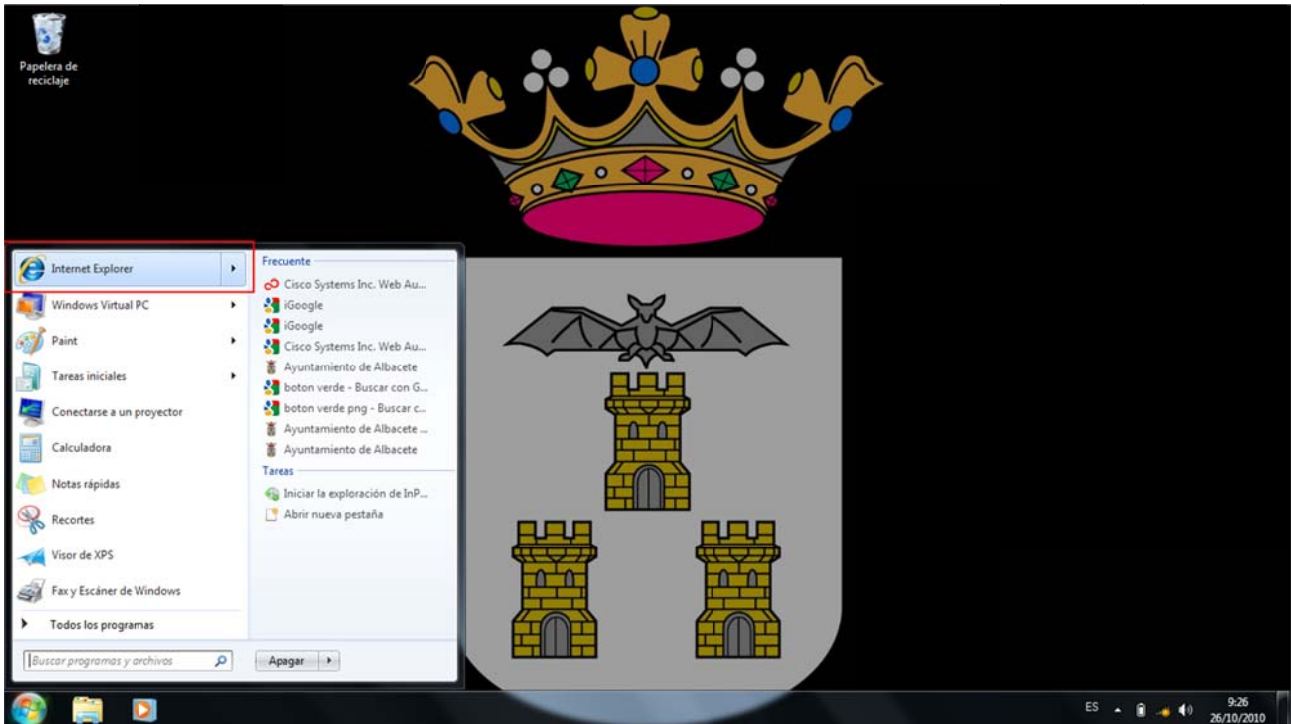 Papelera de
reciclaje
Internet Explorer
Windows Virtual PC
Paint
Tareas iniciales
Conectarse a un proyector
Calculadora
Notas rápidas
Recortes
Visor de XPS
Fax y Escáner de Windows
Todos los programas
Buscar programas y archivos
Frecuente
Cisco Systems Inc. Web Au...
iGoogle
iGoogle
Cisco Systems Inc. Web Au...
Ayuntamiento de Albacete
boton verde - Buscar con G...
boton verde png - Buscar c...
Ayuntamiento de Albacete ...
Ayuntamiento de Albacete
Tareas
Iniciar la exploración de InP...
Abrir nueva pestaña
Apagar
ES
9:26
26/10/2010